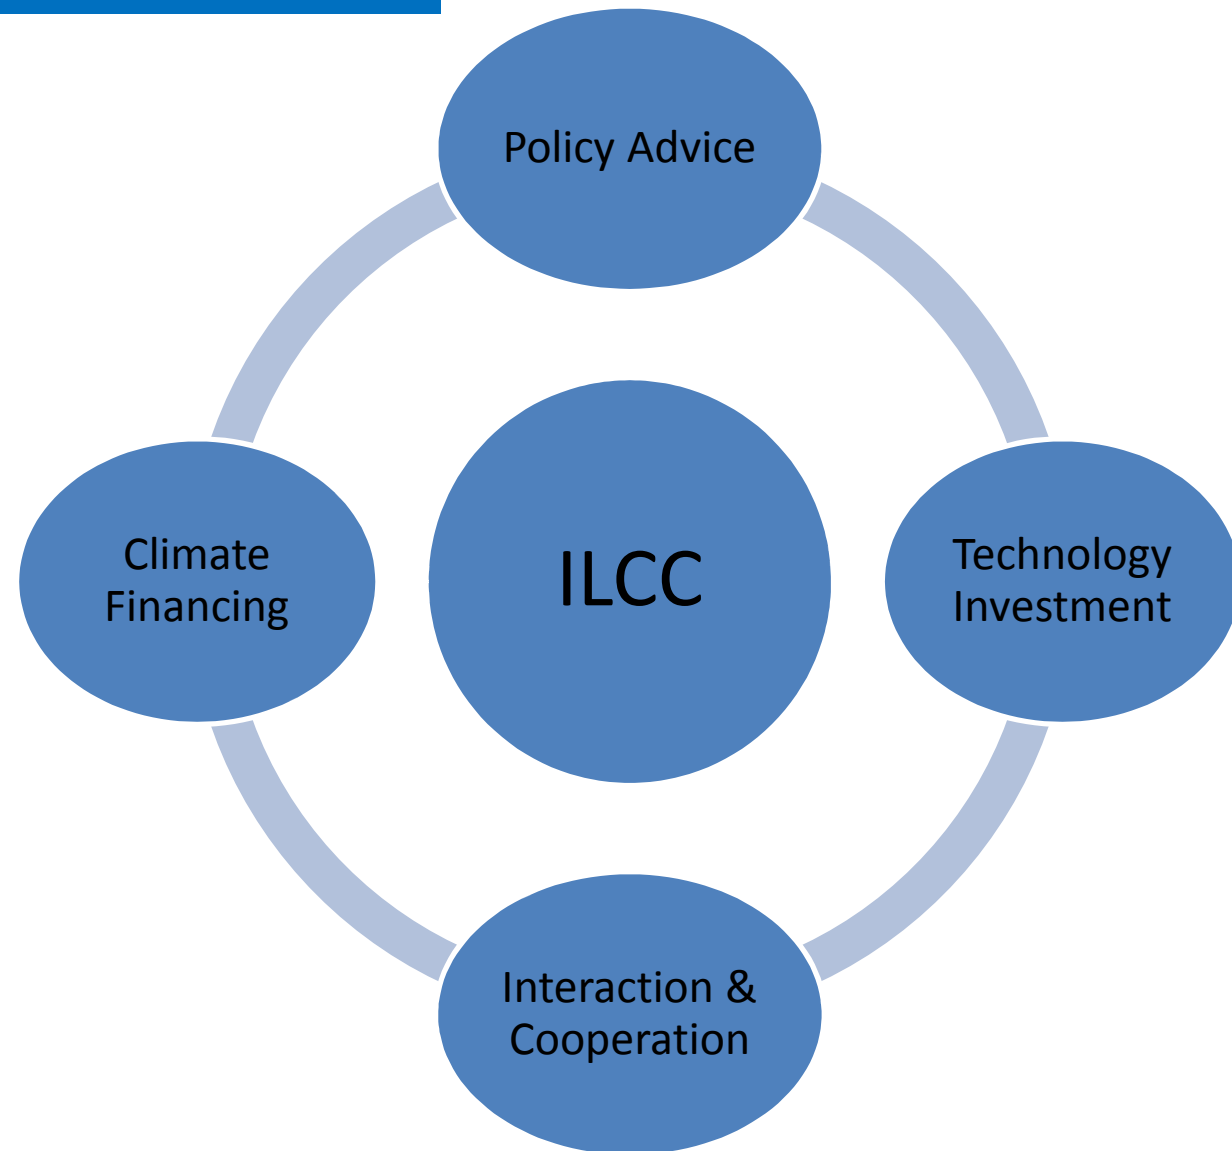 Policy Advice
Climate
Financing
ILCC
Technology
Investment
Interaction &
Cooperation